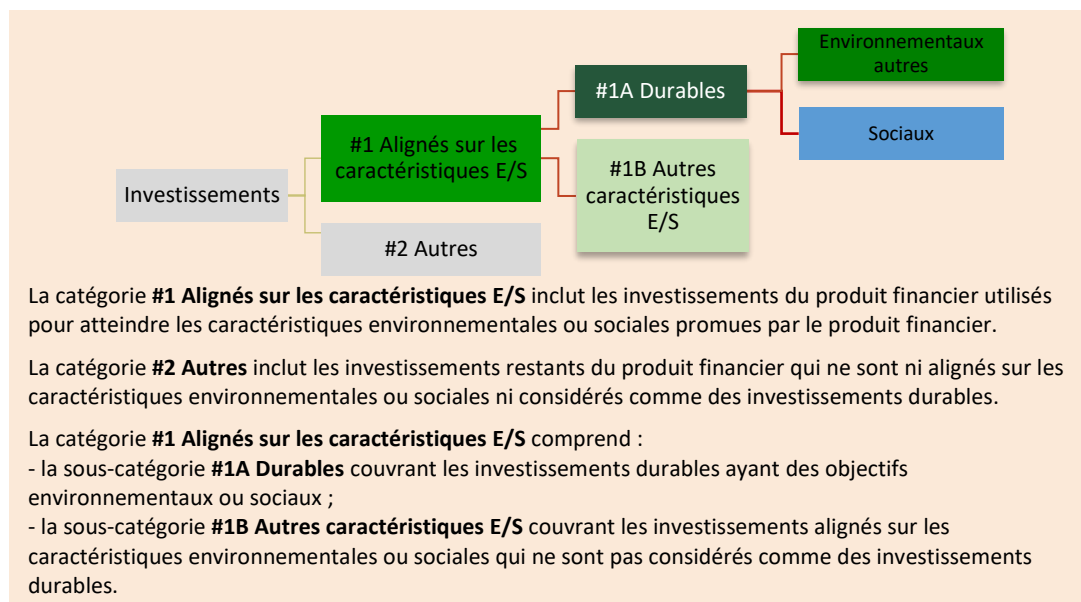 Environnementaux
autres
#1A Durables
Sociaux
#1 Alignés sur les
caractéristiques E/S
#1B Autres
caractéristiques
E/S
Investissements
#2 Autres
La catégorie #1 Alignés sur les caractéristiques E/S inclut les investissements du produit financier utilisés
pour atteindre les caractéristiques environnementales ou sociales promues par le produit financier.
La catégorie #2 Autres inclut les investissements restants du produit financier qui ne sont ni alignés sur les
caractéristiques environnementales ou sociales ni considérés comme des investissements durables.
La catégorie #1 Alignés sur les caractéristiques E/S comprend :
- la sous-catégorie #1A Durables couvrant les investissements durables ayant des objectifs
environnementaux ou sociaux ;
- la sous-catégorie #1B Autres caractéristiques E/S couvrant les investissements alignés sur les
caractéristiques environnementales ou sociales qui ne sont pas considérés comme des investissements
durables.